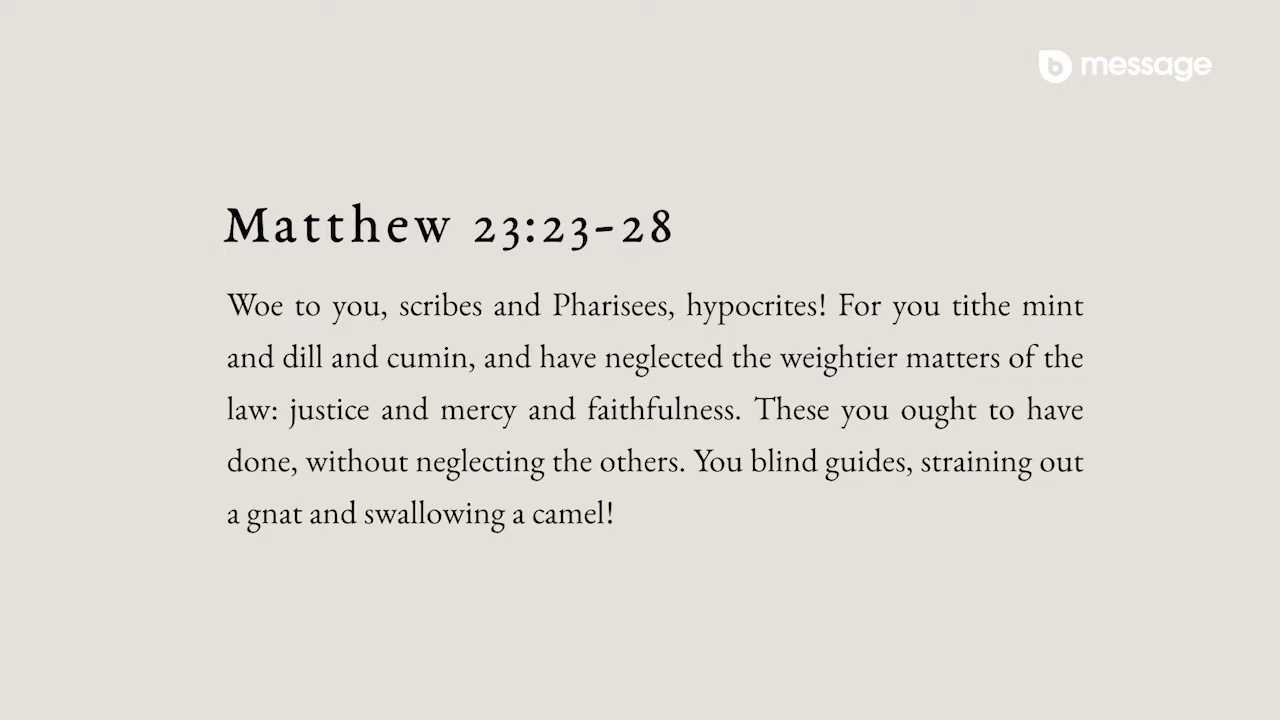 message
Matthew 23:23-28
Woe to you, scribes and Pharisees, hypocrites! For you tithe mint
and dill and cumin, and have neglected the weightier matters of the
law: justice and mercy and faithfulness. These you ought to have
done, without neglecting the others. You blind guides, straining out
a gnat and swallowing a camel!